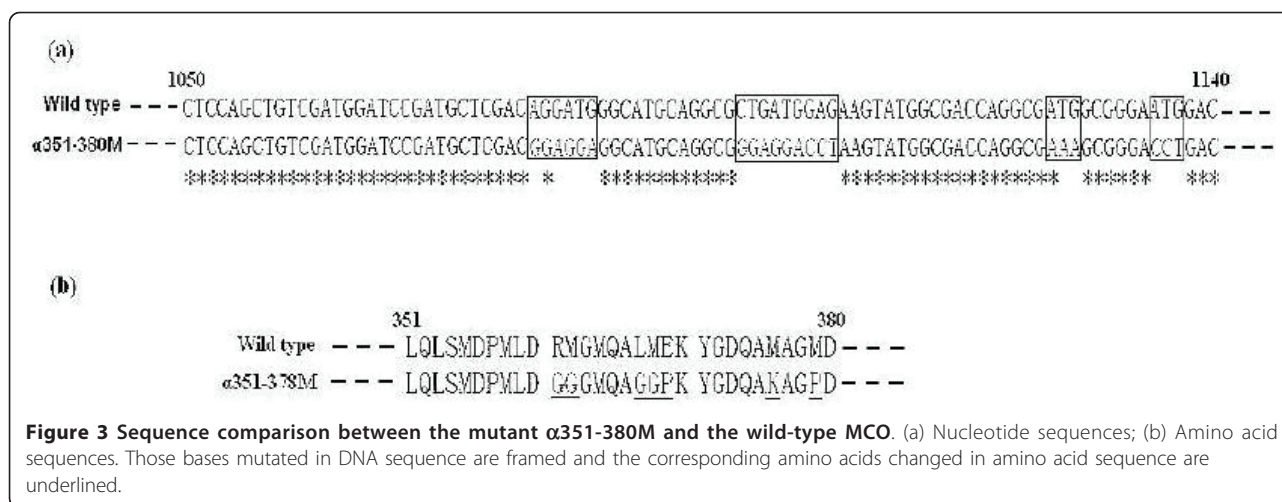 (a)
1050 1140
Wild type - - - CTCCAGCTGTCGATGGATCCGATGCTCGACAGGATGGGCATGCAGGCGCTGATGGAGAAGTATGGCGACCAGGCGATGGCGGGAATGGAC - - -
α351-380M - - - CTCCAGCTGTCGATGGATCCGATGCTCGACGGAGGAGGCATGCAGGCGGGAGGACCTAAGTATGGCGACCAGGCGAAAGCGGGACCTGAC - - -
****************************** * ************ ******************* ****** ***
(b)
351 380
Wild type - - - LQLSMDPMLD RMGMQALMEK YGDQAMAGMD - - -
α351-378M - - - LQLSMDPMLD GGGMQAGGPK YGDQAKAGPD - - -
Figure 3 Sequence comparison between the mutant α351-380M and the wild-type MCO. (a) Nucleotide sequences; (b) Amino acid
sequences. Those bases mutated in DNA sequence are framed and the corresponding amino acids changed in amino acid sequence are
underlined.